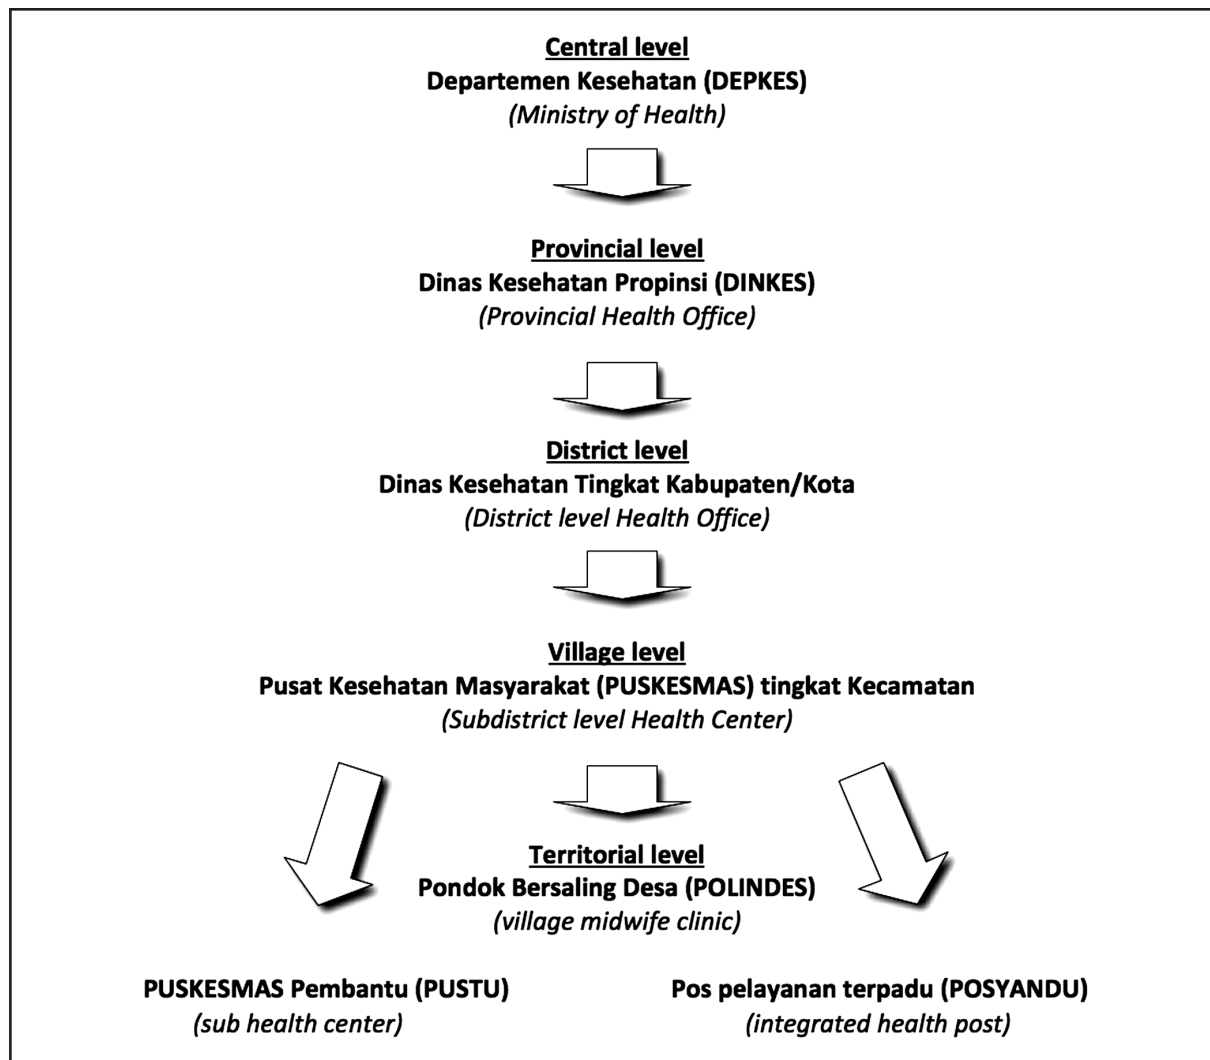 Central level
Departemen Kesehatan (DEPKES)
(Ministry of Health)
Provincial level
Dinas Kesehatan Propinsi (DINKES)
(Provincial Health Office)
District level
Dinas Kesehatan Tingkat Kabupaten/Kota
(District level Health Office)
Village level
Pusat Kesehatan Masyarakat (PUSKESMAS) tingkat Kecamatan
(Subdistrict level Health Center)
Territorial level
Pondok Bersaling Desa (POLINDES)
(village midwife clinic)
PUSKESMAS Pembantu (PUSTU)
(sub health center)
Pos pelayanan terpadu (POSYANDU)
(integrated health post)